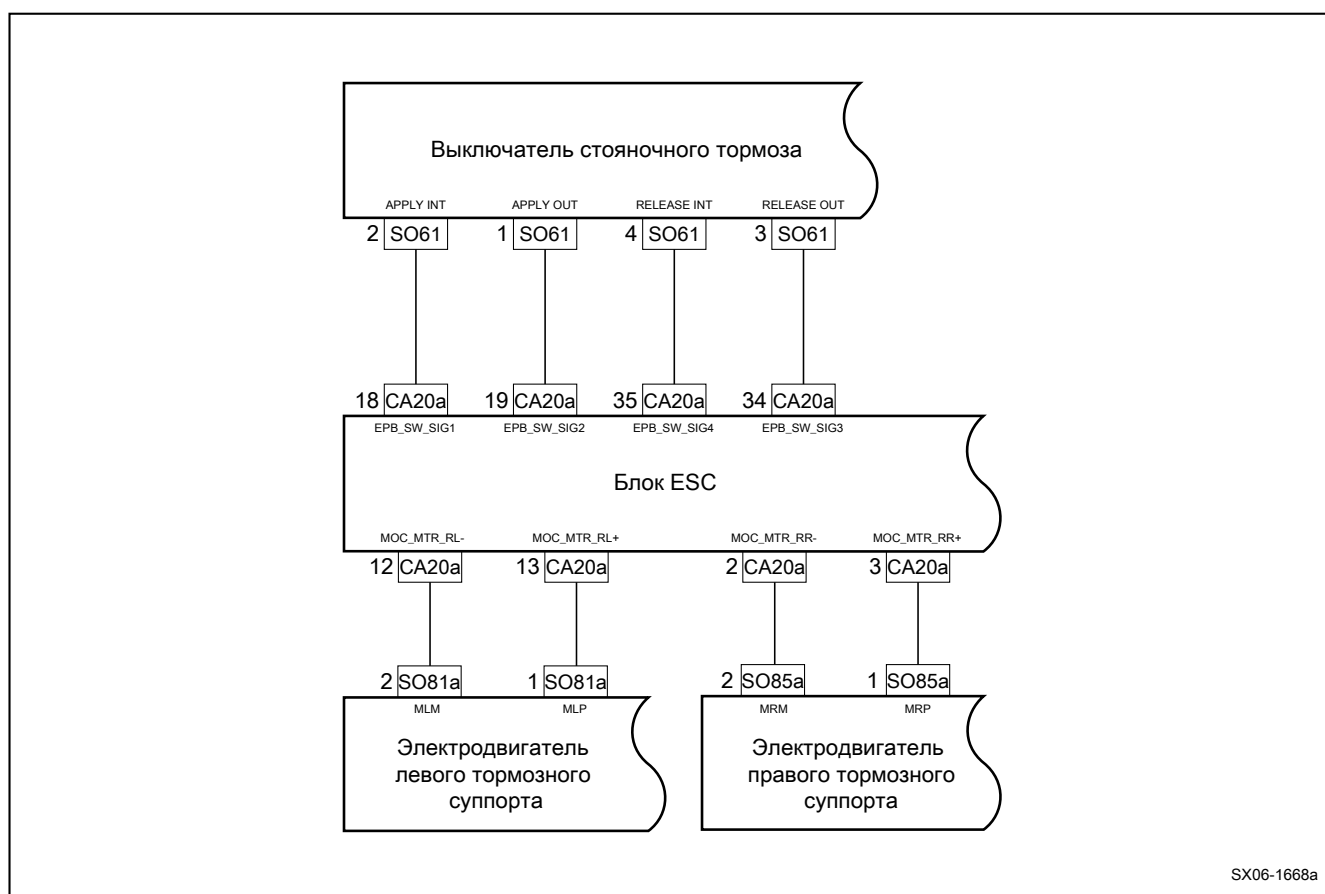 Выключатель стояночного тормоза
APPLY INT APPLY OUT RELEASE INT RELEASE OUT
2 SO61 1 SO61 4 SO61 3 SO61
18 CA20a 19 CA20a 35 CA20a 34 CA20a
EPB_SW_SIG1 EPB_SW_SIG2 EPB_SW_SIG4 EPB_SW_SIG3
Блок ESC
MOC_MTR_RL- MOC_MTR_RL+ MOC_MTR_RR- MOC_MTR_RR+
12 CA20a 13 CA20a 2 CA20a 3 CA20a
2 SO81a 1 SO81a 2 SO85a 1 SO85a
MLM MLP MRM MRP
Электродвигатель
левого тормозного
суппорта
Электродвигатель
правого тормозного
суппорта
SX06-1668a